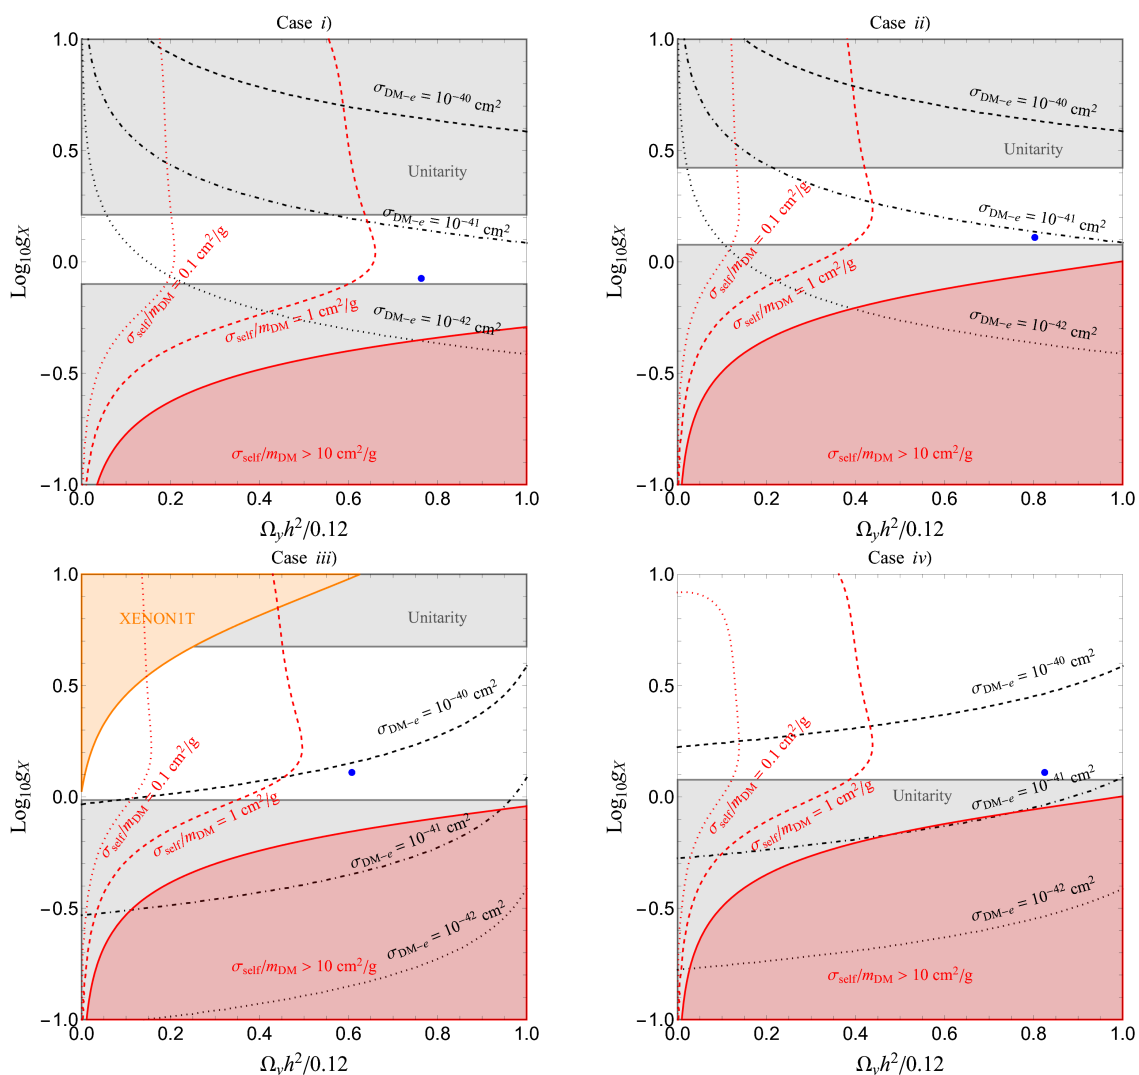 Case i)
1.0
0.5
0.0
−0.5
−1.0
Log10gX
σDM−e = 10−40 cm2
Unitarity
σDM−e = 10−41 cm2
σself/mDM = 0.1 cm2/g
σself/mDM = 1 cm2/g
σDM−e = 10−42 cm2
σself/mDM > 10 cm2/g
0.0 0.2 0.4 0.6 0.8 1.0
Ωyh2/0.12
Case ii)
1.0
0.5
0.0
−0.5
−1.0
Log10gX
σDM−e = 10−40 cm2
Unitarity
σDM−e = 10−41 cm2
σself/mDM = 0.1 cm2/g
σself/mDM = 1 cm2/g
σDM−e = 10−42 cm2
σself/mDM > 10 cm2/g
0.0 0.2 0.4 0.6 0.8 1.0
Ωyh2/0.12
Case iii)
1.0
0.5
0.0
−0.5
−1.0
Log10gX
XENON1T
Unitarity
σDM−e = 10−40 cm2
σself/mDM = 0.1 cm2/g
σself/mDM = 1 cm2/g
σDM−e = 10−41 cm2
σDM−e = 10−42 cm2
σself/mDM > 10 cm2/g
0.0 0.2 0.4 0.6 0.8 1.0
Ωyh2/0.12
Case iv)
1.0
0.5
0.0
−0.5
−1.0
Log10gX
σDM−e = 10−40 cm2
σself/mDM = 0.1 cm2/g
Unitarity
σDM−e = 10−41 cm2
σself/mDM = 1 cm2/g
σDM−e = 10−42 cm2
σself/mDM > 10 cm2/g
0.0 0.2 0.4 0.6 0.8 1.0
Ωyh2/0.12